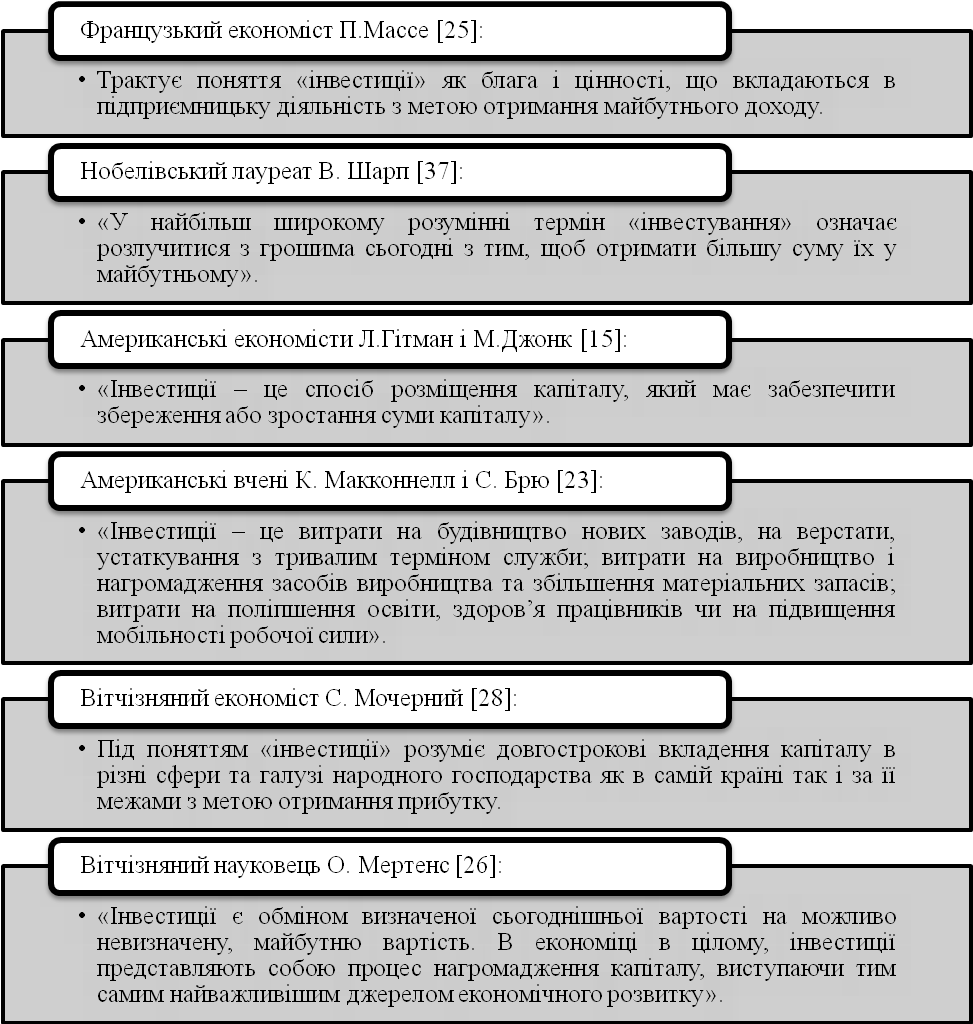 Французький економіст П.Массе [25]:
• Трактує поняття «інвестиції» як блага і цінності, що вкладаються в
підприємницьку діяльність з метою отримання майбутнього доходу.
Нобелівський лауреат В. Шарп [37]:
• «У найбільш широкому розумінні термін «інвестування» означає
розлучитися з грошима сьогодні з тим, щоб отримати більшу суму їх у
майбутньому».
Американські економісти Л.Гітман і М.Джонк [15]:
• «Інвестиції – це спосіб розміщення капіталу, який має забезпечити
збереження або зростання суми капіталу».
Американські вчені К. Макконнелл і С. Брю [23]:
• «Інвестиції – це витрати на будівництво нових заводів, на верстати,
устаткування з тривалим терміном служби; витрати на виробництво і
нагромадження засобів виробництва та збільшення матеріальних запасів;
витрати на поліпшення освіти, здоров’я працівників чи на підвищення
мобільності робочої сили».
Вітчізняний економіст С. Мочерний [28]:
• Під поняттям «інвестиції» розуміє довгострокові вкладення капіталу в
різні сфери та галузі народного господарства як в самій країні так і за її
межами з метою отримання прибутку.
Вітчізняний науковець О. Мертенс [26]:
• «Інвестиції є обміном визначеної сьогоднішньої вартості на можливо
невизначену, майбутню вартість. В економіці в цілому, інвестиції
представляють собою процес нагромадження капіталу, виступаючи тим
самим найважливішим джерелом економічного розвитку».